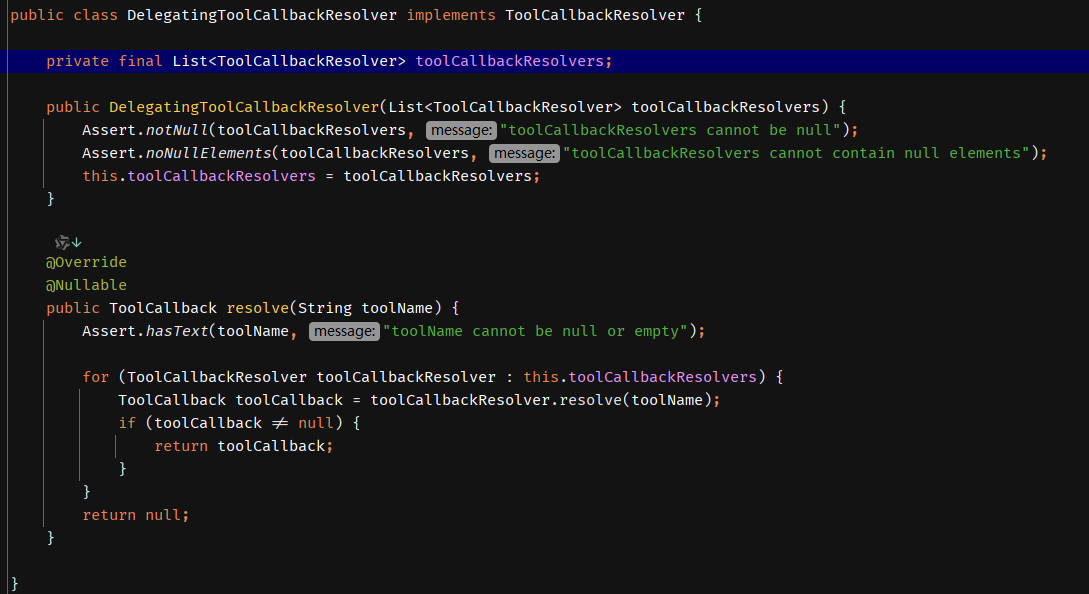 public class DelegatingToolCallbackResolver implements ToolCallbackResolver {
private final List<ToolCallbackResolver> toolCallbackResolvers;
public DelegatingToolCallbackResolver(List<ToolCallbackResolver> toolCallbackResolvers) {
Assert.notNull(toolCallbackResolvers, message: "toolCallbackResolvers cannot be null");
Assert.noNullElements(toolCallbackResolvers, message: "toolCallbackResolvers cannot contain null elements");
this.toolCallbackResolvers = toolCallbackResolvers;
}
@Override
@Nullable
public ToolCallback resolve(String toolName) {
Assert.hasText(toolName, message: "toolName cannot be null or empty");
for (ToolCallbackResolver toolCallbackResolver : this.toolCallbackResolvers) {
ToolCallback toolCallback = toolCallbackResolver.resolve(toolName);
if (toolCallback ≠ null) {
return toolCallback;
}
}
return null;
}
}